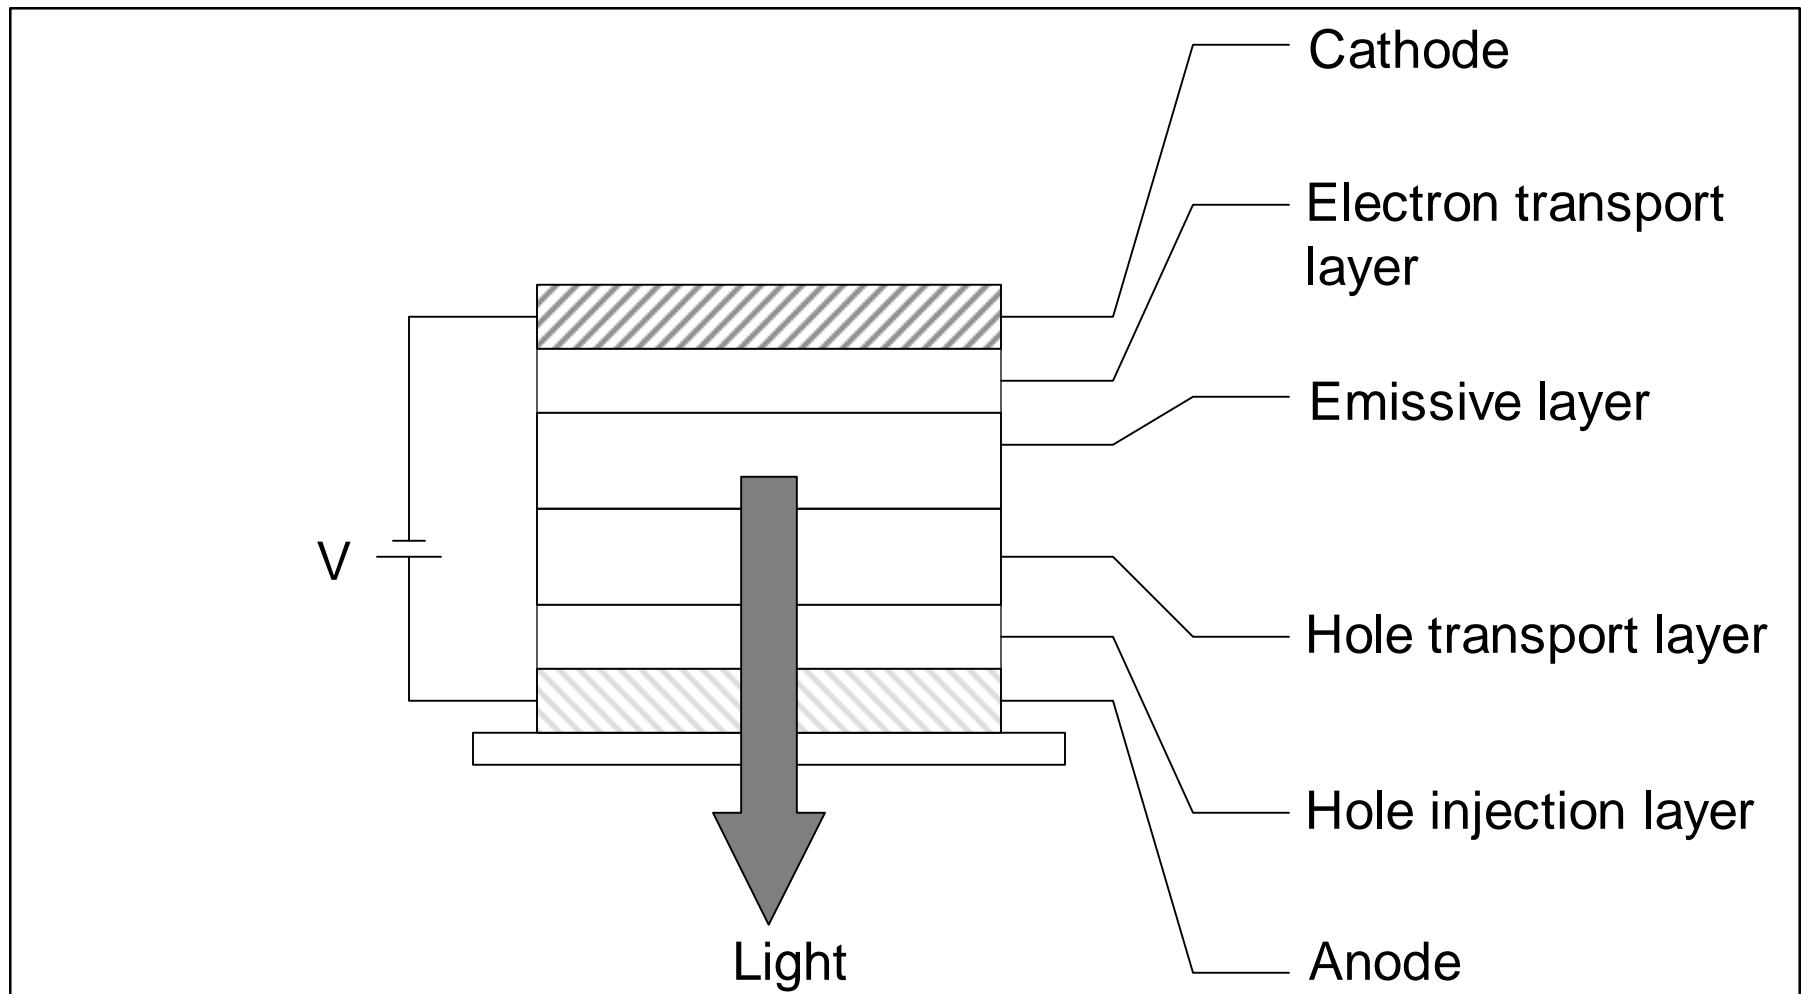 Cathode
Electron transport
layer
Emissive layer
V
Hole transport layer
Hole injection layer
Light
Anode